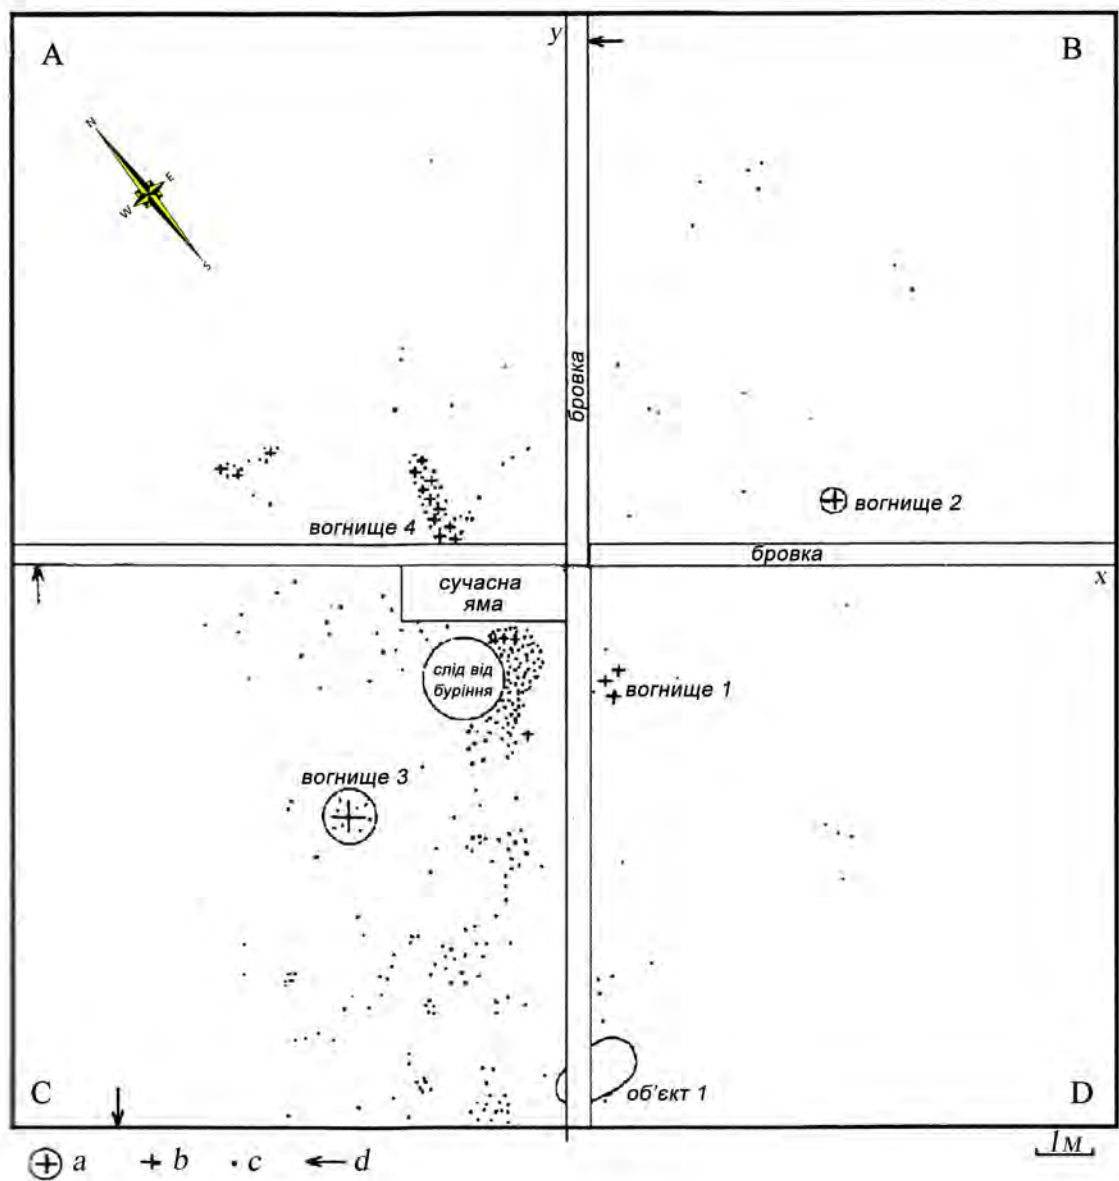 A
y
B
N
E
W
S
бровка
вогнище 4
вогнище 2
бровка
x
сучасна
яма
слід від
буріння
вогнище 1
вогнище 3
C
об'єкт 1
D
1м
a
b
c
d